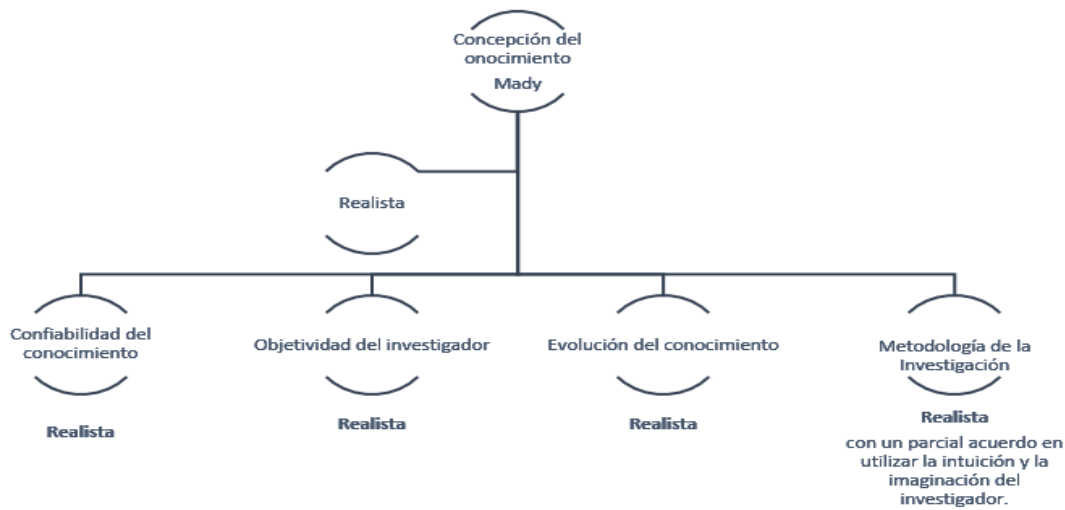 Concepción del
onocimiento
Mady
Realista
Confiabilidad del
conocimiento
Realista
Objetividad del investigador
Realista
Evolución del conocimiento
Realista
Metodología de la
Investigación
Realista
con un parcial acuerdo en
utilizar la intuición y la
imaginación del
investigador.